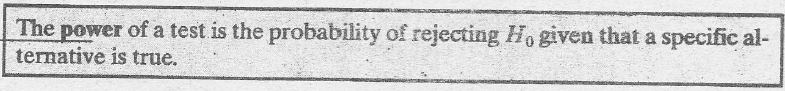 The power of a test is the probability of rejecting H₀ given that a specific al-
ternative is true.